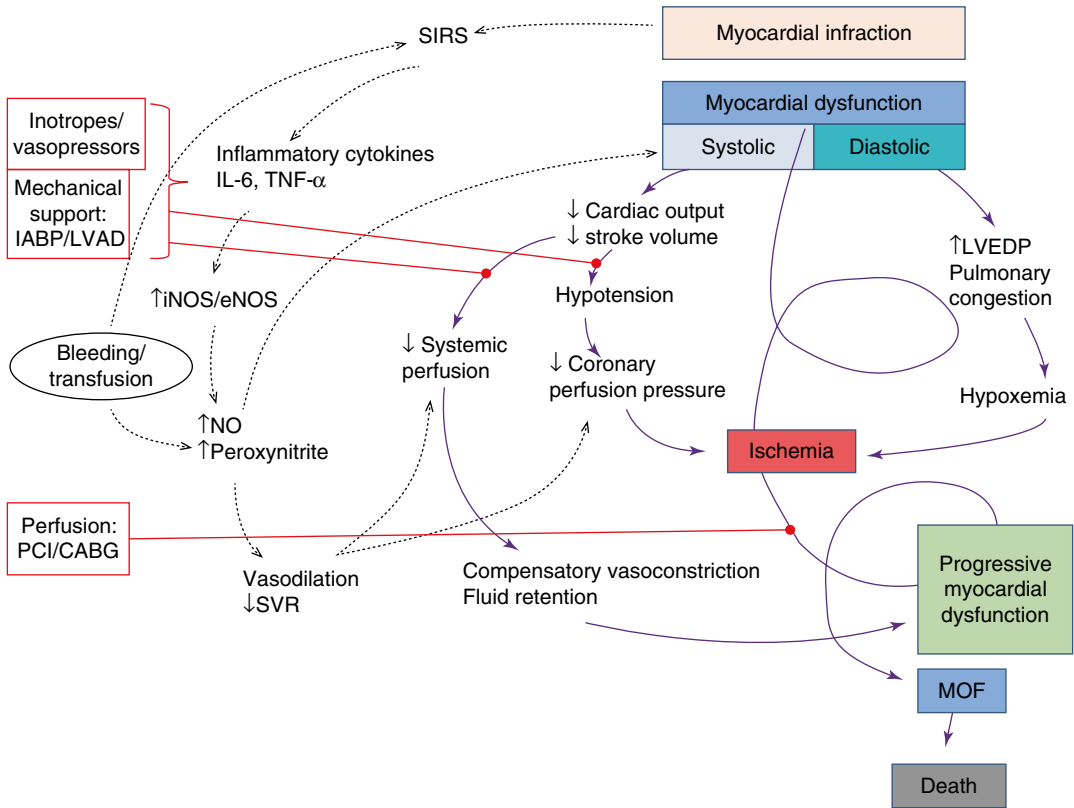 SIRS
Myocardial infraction
Myocardial dysfunction
Systolic
Diastolic
Inotropes/
vasopressors
Mechanical
support:
IABP/LVAD
Inflammatory cytokines
IL-6, TNF-α
↓ Cardiac output
↓ stroke volume
↑LVEDP
Pulmonary
congestion
↑iNOS/eNOS
Hypotension
Bleeding/
transfusion
↓ Systemic
perfusion
↓ Coronary
perfusion pressure
Hypoxemia
↑NO
↑Peroxynitrite
Ischemia
Perfusion:
PCI/CABG
Vasodilation
↓SVR
Compensatory vasoconstriction
Fluid retention
Progressive
myocardial
dysfunction
MOF
Death